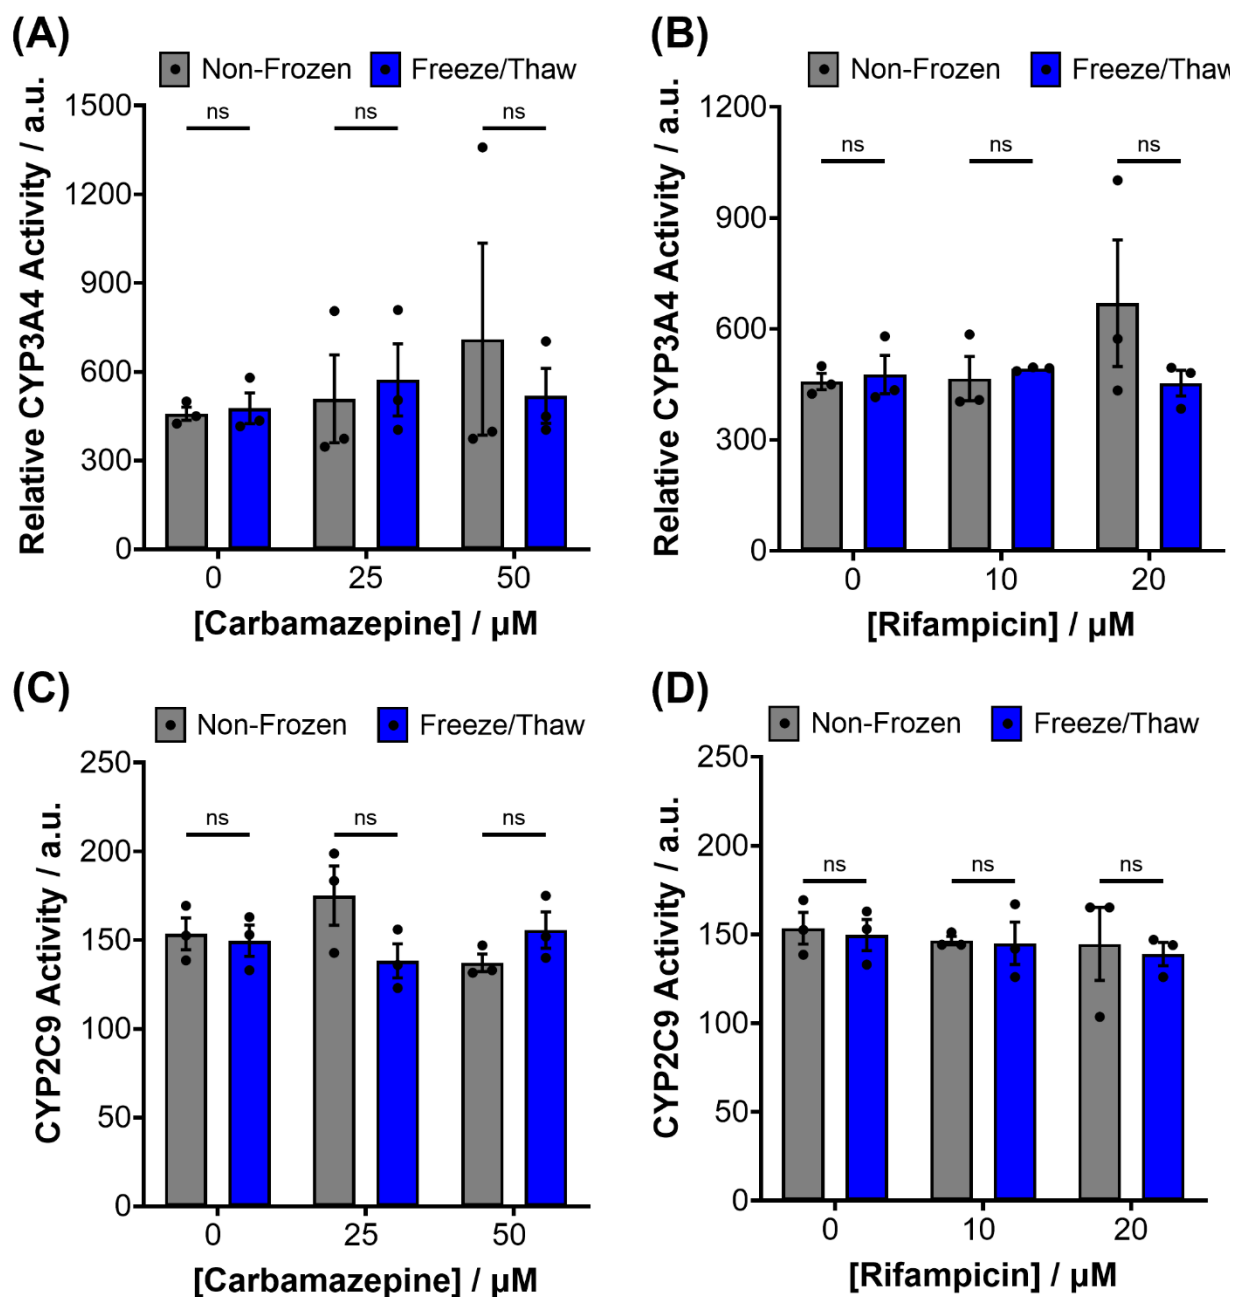 (A)
Non-Frozen Freeze/Thaw
Relative CYP3A4 Activity / a.u.
1500
1200
900
600
300
0
ns ns ns
0 25 50
[Carbamazepine] / µM
(B)
Non-Frozen Freeze/Thaw
Relative CYP3A4 Activity / a.u.
1200
900
600
300
0
ns ns ns
0 10 20
[Rifampicin] / µM
(C)
Non-Frozen Freeze/Thaw
CYP2C9 Activity / a.u.
250
200
150
100
50
0
ns ns ns
0 25 50
[Carbamazepine] / µM
(D)
Non-Frozen Freeze/Thaw
CYP2C9 Activity / a.u.
250
200
150
100
50
0
ns ns ns
0 10 20
[Rifampicin] / µM